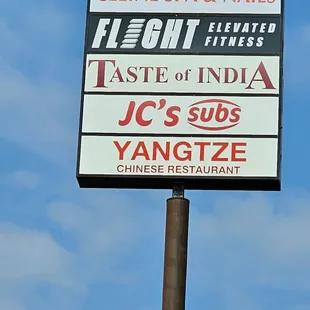 FLIGHT ELEVATED FITNESS
TASTE OF INDIA
JC'S SUBS
YANGTZE
CHINESE RESTAURANT